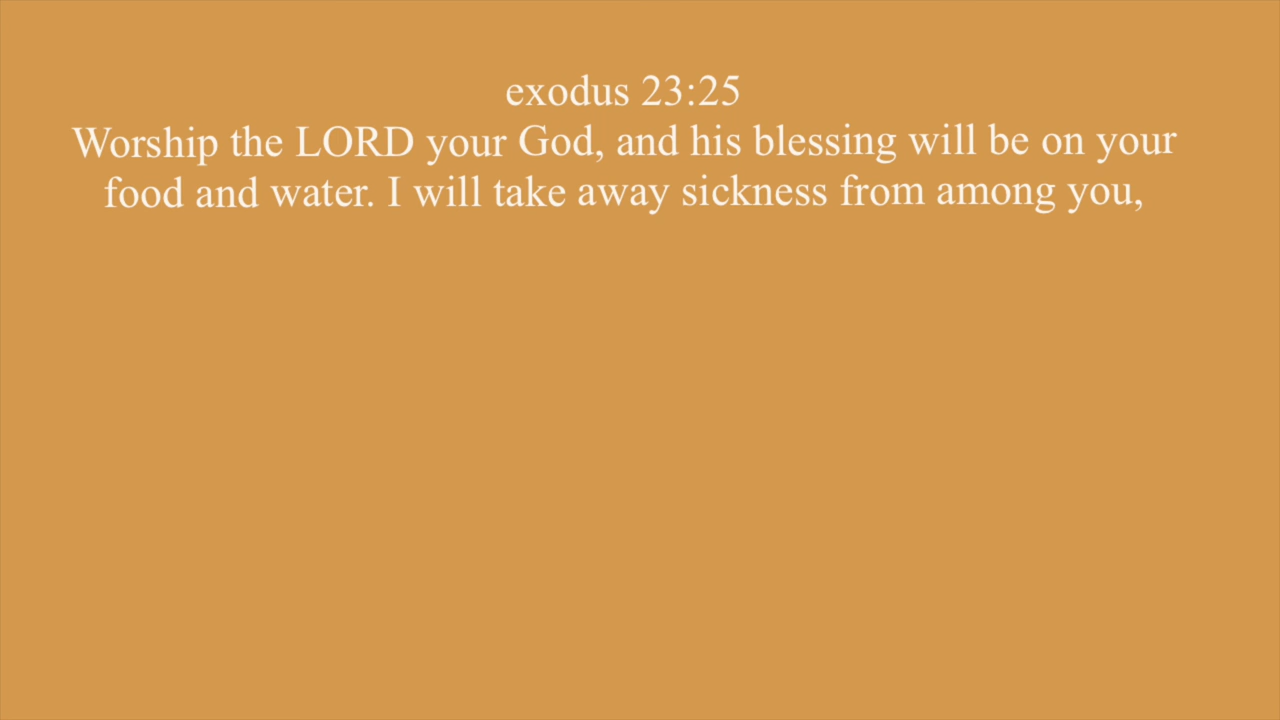 exodus 23:25
Worship the LORD your God, and his blessing will be on your
food and water. I will take away sickness from among you,